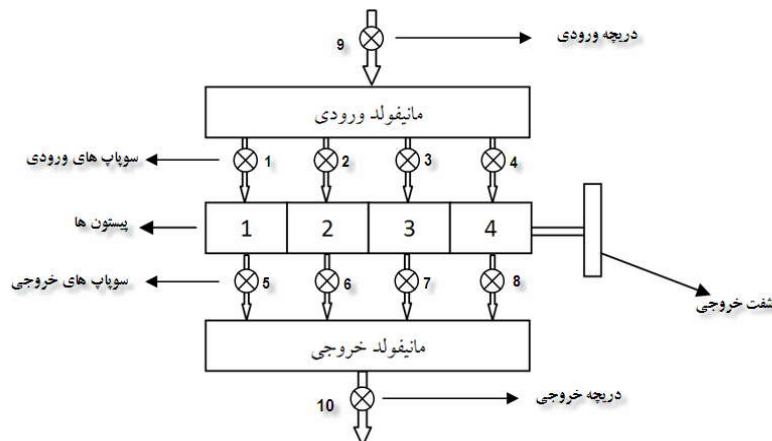 دریچه ورودی
9
مانیفولد ورودی
سوپاپ های ورودی
1 2 3 4
پیستون ها
1 2 3 4
سوپاپ های خروجی
5 6 7 8
شفت خروجی
مانیفولد خروجی
دریچه خروجی
10